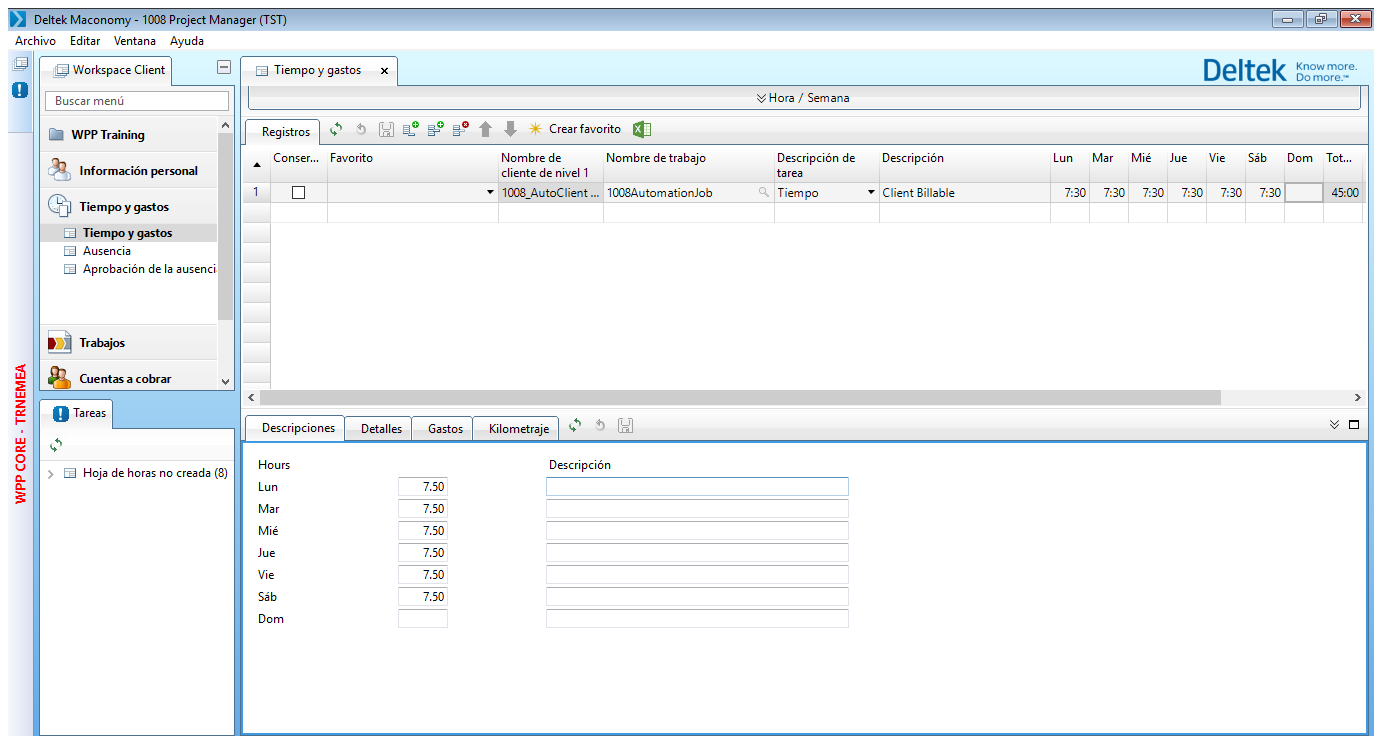 Deltek Maconomy - 1008 Project Manager (TST)
Archivo Editar Ventana Ayuda
Workspace Client
Buscar menú
WPP Training
Información personal
Tiempo y gastos
Tiempo y gastos
Ausencia
Aprobación de la ausenci
Trabajos
Cuentas a cobrar
WPP CORE - TRNEMEA
Tareas
Hoja de horas no creada (8)
Tiempo y gastos
Deltek Know more.
Do more.™
Hora / Semana
Registros Crear favorito
Conser... Favorito Nombre de cliente de nivel 1 Nombre de trabajo Descripción de tarea Descripción Lun Mar Mié Jue Vie Sáb Dom Tot...
1 1008_AutoClient ... 1008AutomationJob Tiempo Client Billable 7:30 7:30 7:30 7:30 7:30 7:30 45:00
Descripciones Detalles Gastos Kilometraje
Hours Descripción
Lun 7.50
Mar 7.50
Mié 7.50
Jue 7.50
Vie 7.50
Sáb 7.50
Dom